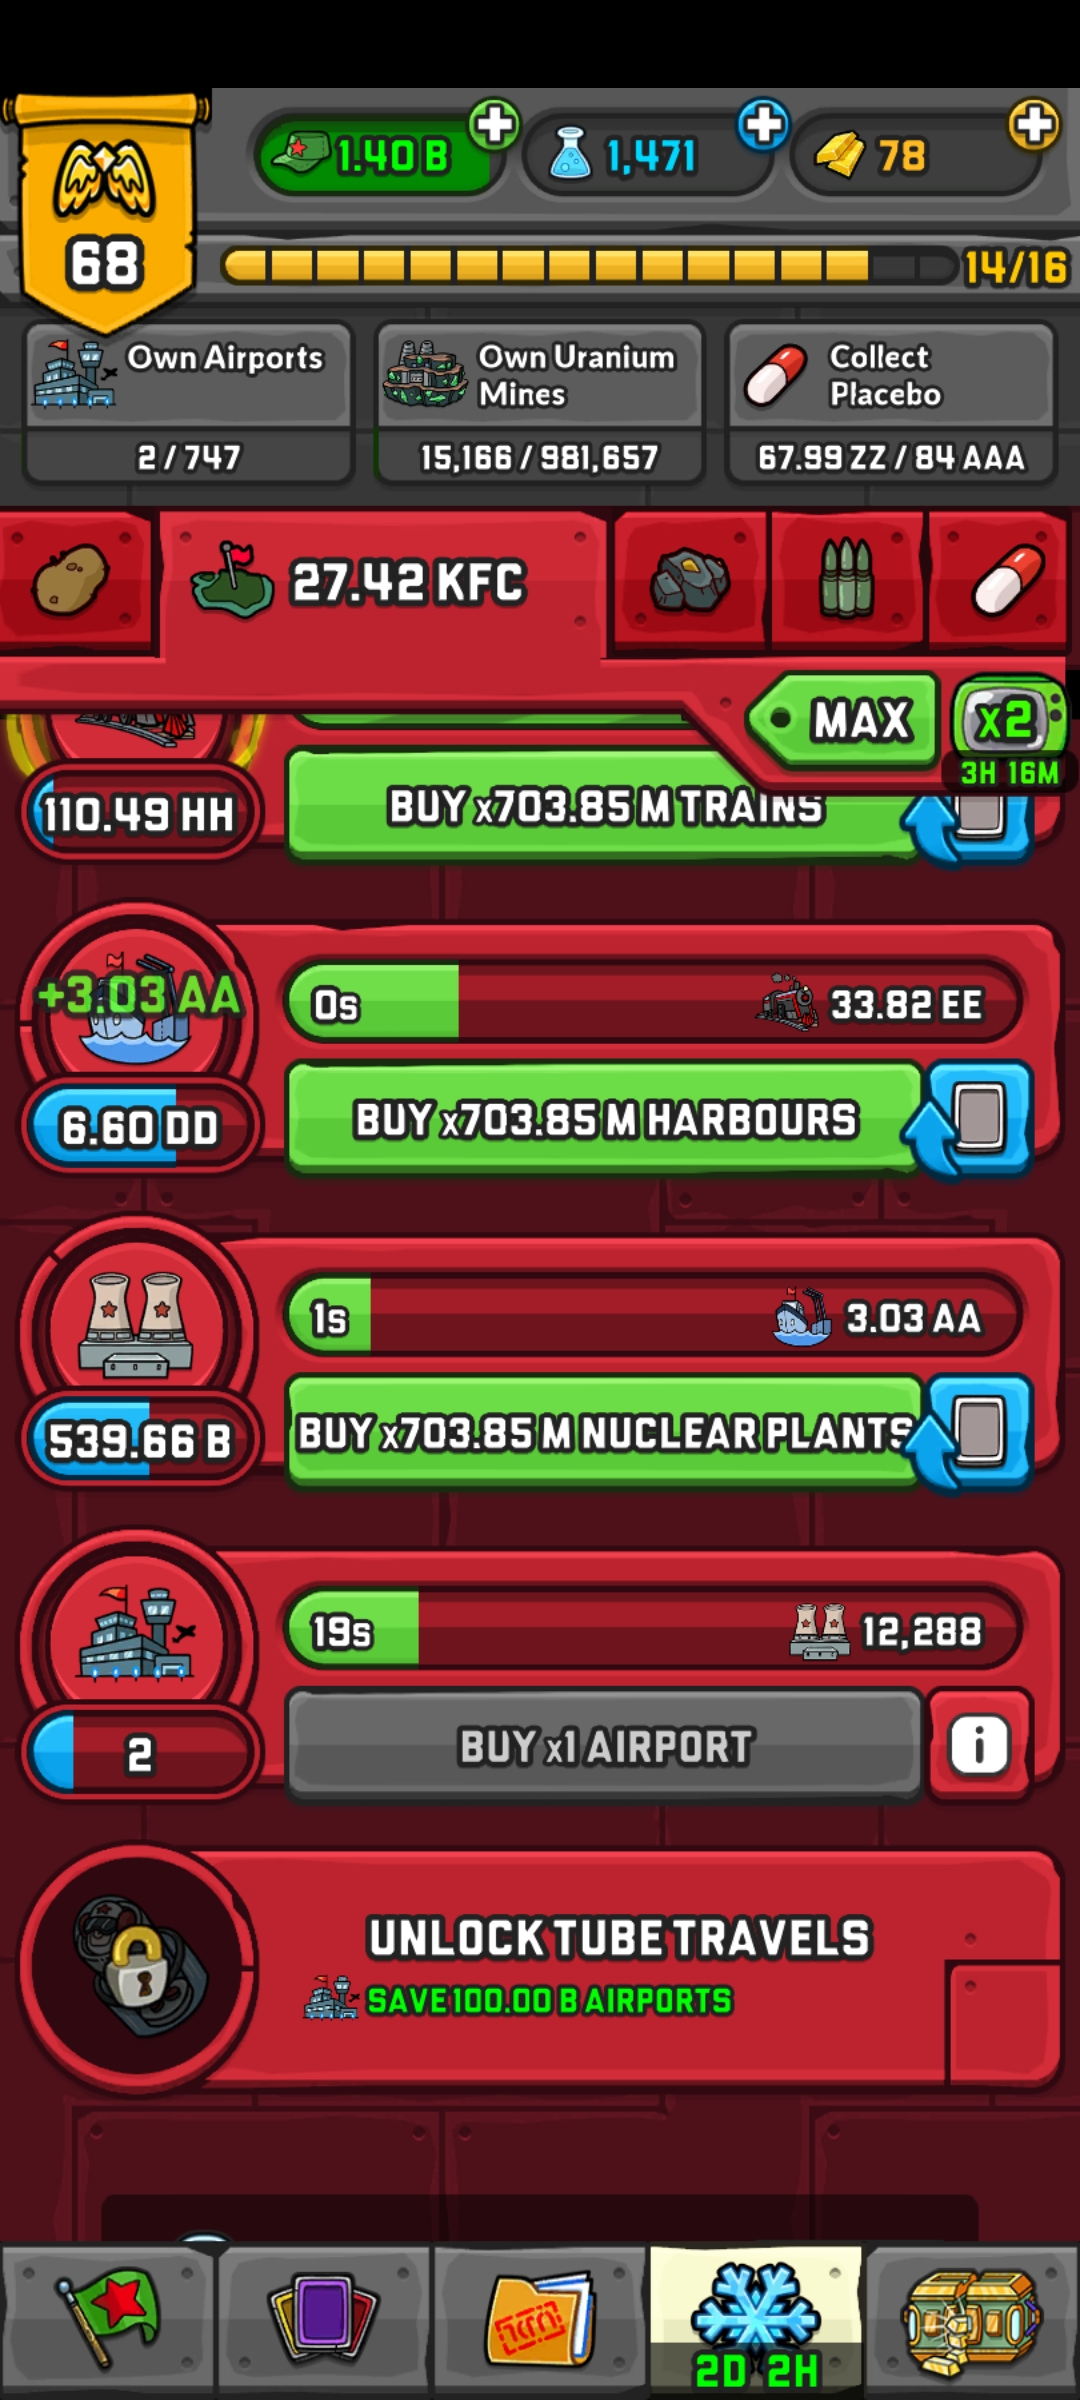 1.40 B
1,471
78
68
14/16
Own Airports
2 / 747
Own Uranium
Mines
15,166 / 981,657
Collect
Placebo
67.99 ZZ / 84 AAA
27.42 KFC
MAX
x2
3H 16M
110.49 HH
BUY x703.85 M TRAINS
+3.03 AA
0s
33.82 EE
6.60 DD
BUY x703.85 M HARBOURS
1s
3.03 AA
539.66 B
BUY x703.85 M NUCLEAR PLANTS
19s
12,288
2
BUY x1 AIRPORT
i
UNLOCK TUBE TRAVELS
SAVE 100.00 B AIRPORTS
2D 2H